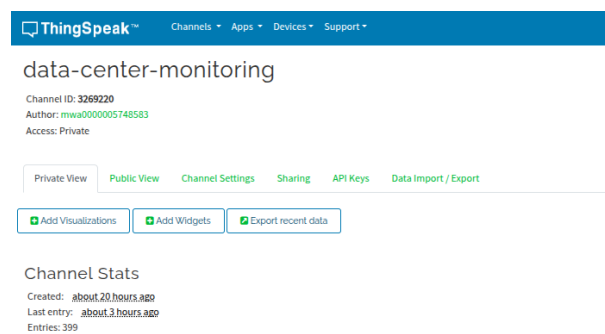 ThingSpeak™ Channels Apps Devices Support
data-center-monitoring
Channel ID: 3269220
Author: mwa0000005748583
Access: Private
Private View Public View Channel Settings Sharing API Keys Data Import / Export
Add Visualizations Add Widgets Export recent data
Channel Stats
Created: about 20 hours ago
Last entry: about 3 hours ago
Entries: 399